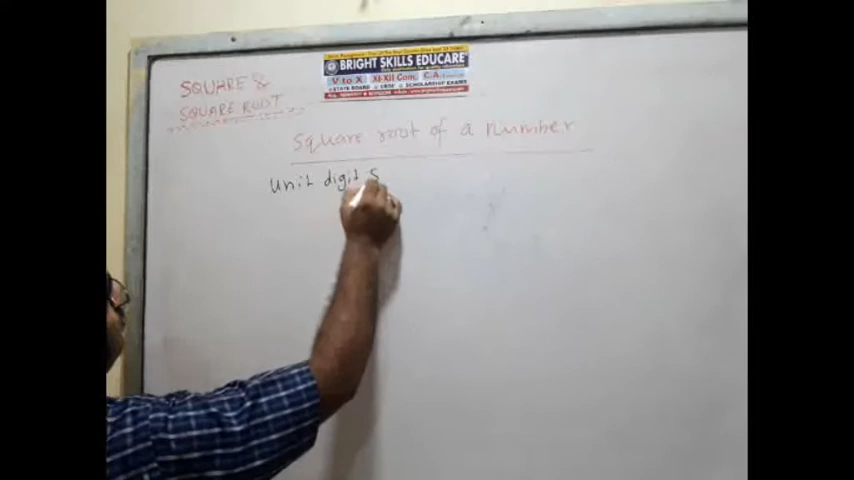 SQUARE &
SQUARE ROOT
BRIGHT SKILLS EDUCARE
V to X XI-XII Com. C.A
STATE BOARD CBSE SCHOLARSHIP EXAMS
Square root of a number
Unit digit S